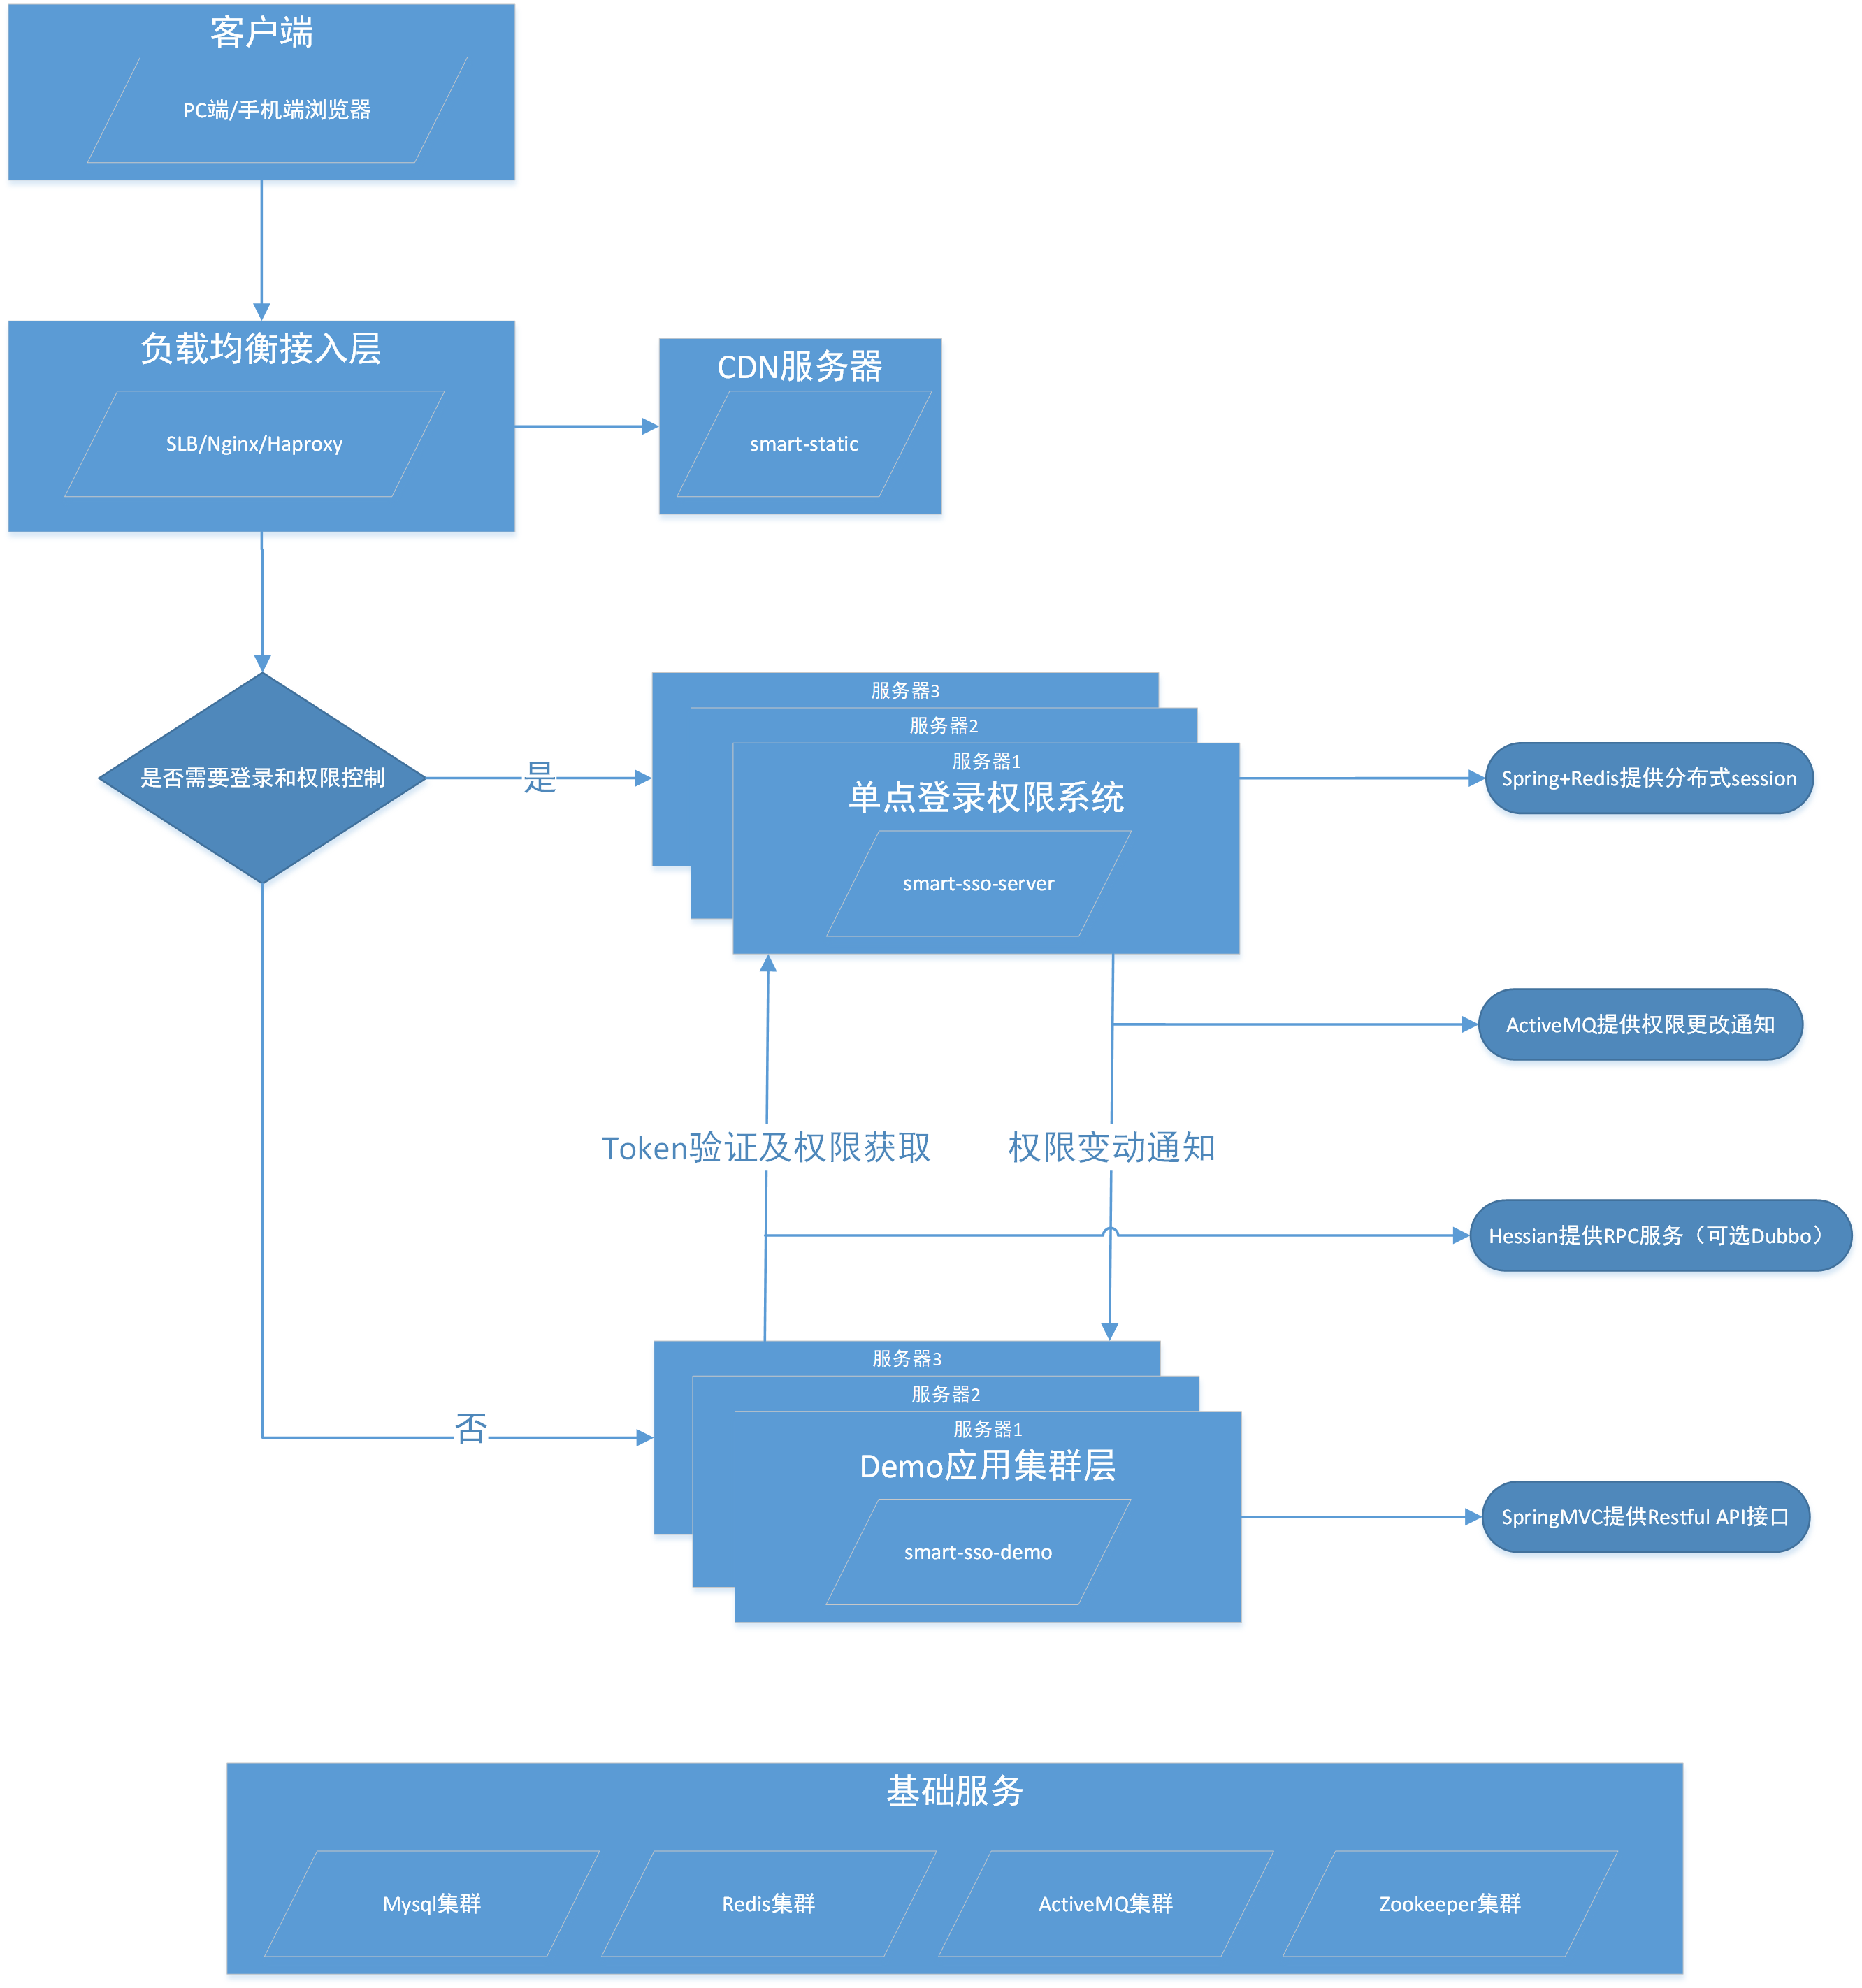 客户端
PC端/手机端浏览器
负载均衡接入层
SLB/Nginx/Haproxy
CDN服务器
smart-static
是否需要登录和权限控制
是
服务器3
服务器2
服务器1
单点登录权限系统
smart-sso-server
Spring+Redis提供分布式session
ActiveMQ提供权限更改通知
Token验证及权限获取
权限变动通知
Hessian提供RPC服务（可选Dubbo）
否
服务器3
服务器2
服务器1
Demo应用集群层
smart-sso-demo
SpringMVC提供Restful API接口
基础服务
Mysql集群
Redis集群
ActiveMQ集群
Zookeeper集群